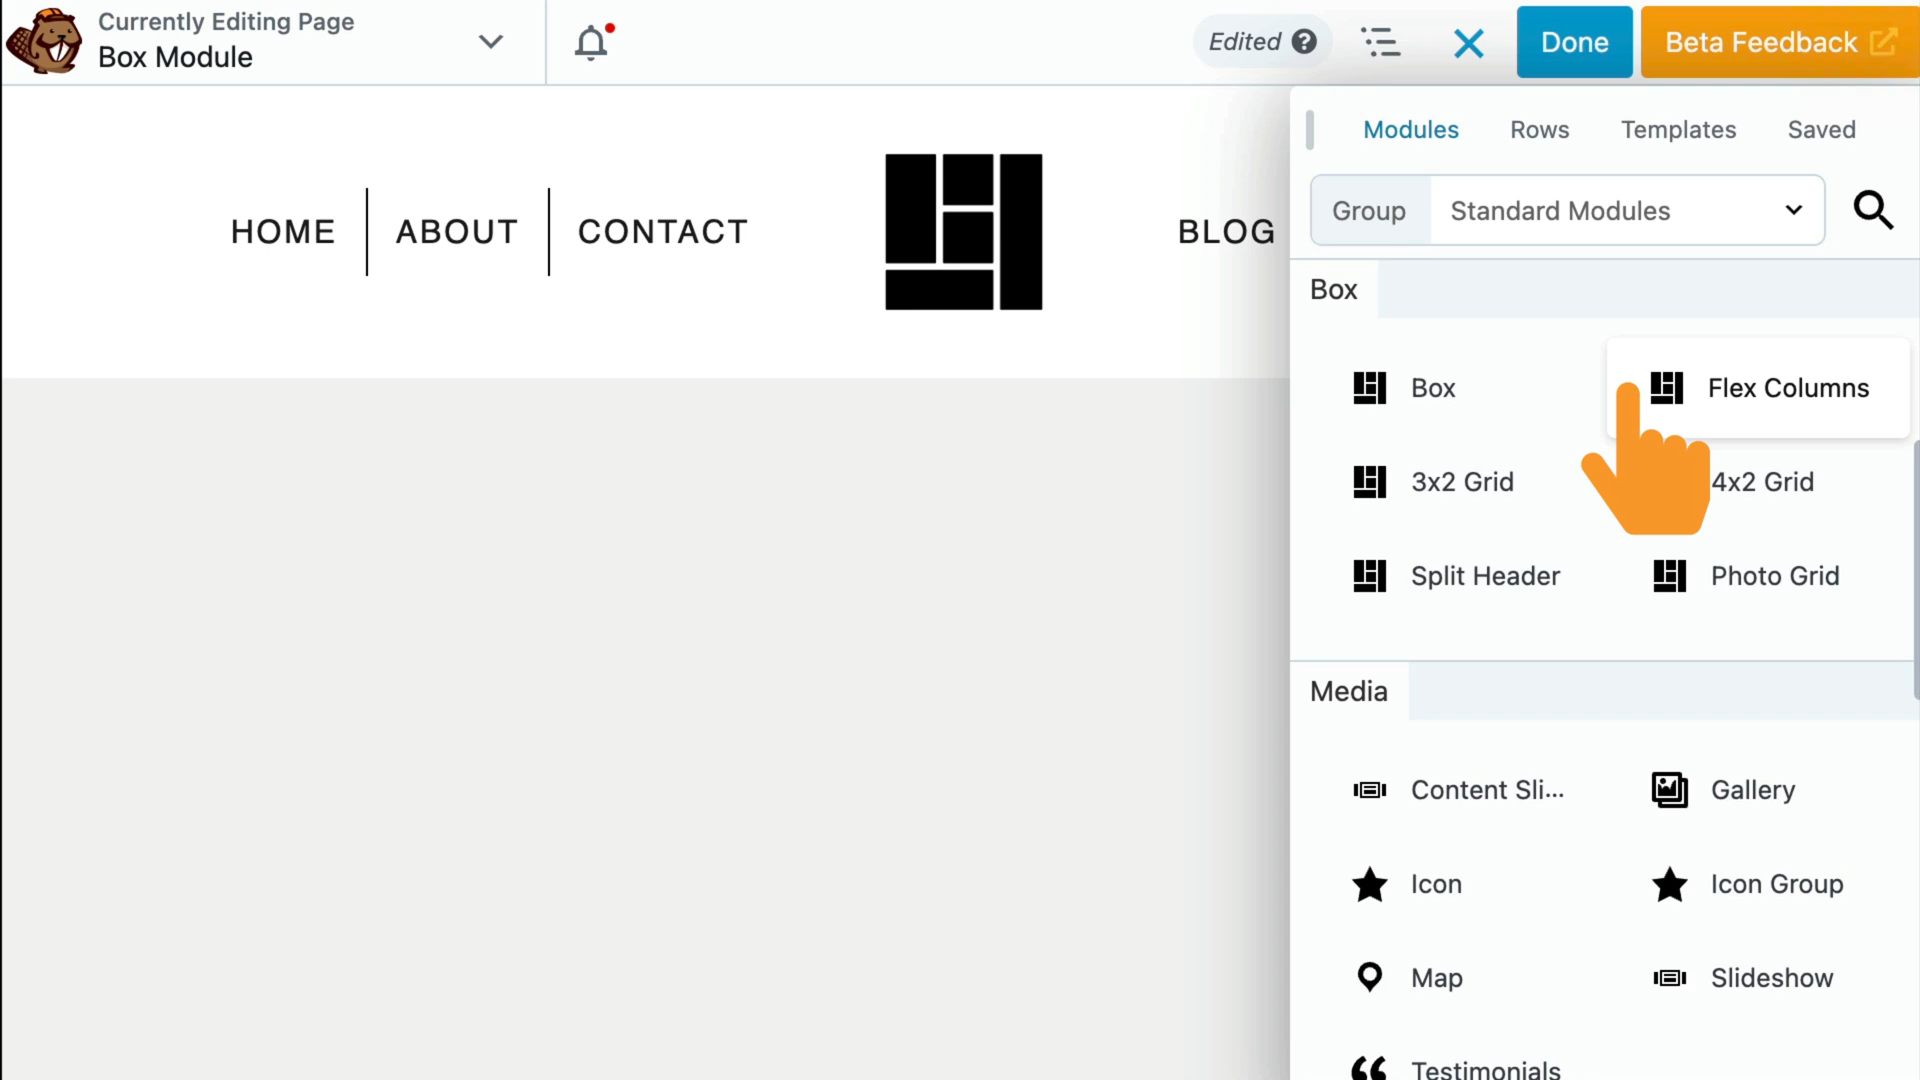 Currently Editing Page
Box Module
Edited ?
Done
Beta Feedback
HOME
ABOUT
CONTACT
BLOG
Modules
Rows
Templates
Saved
Group
Standard Modules
Box
Box
Flex Columns
3x2 Grid
4x2 Grid
Split Header
Photo Grid
Media
Content Sli...
Gallery
Icon
Icon Group
Map
Slideshow
Testimonials